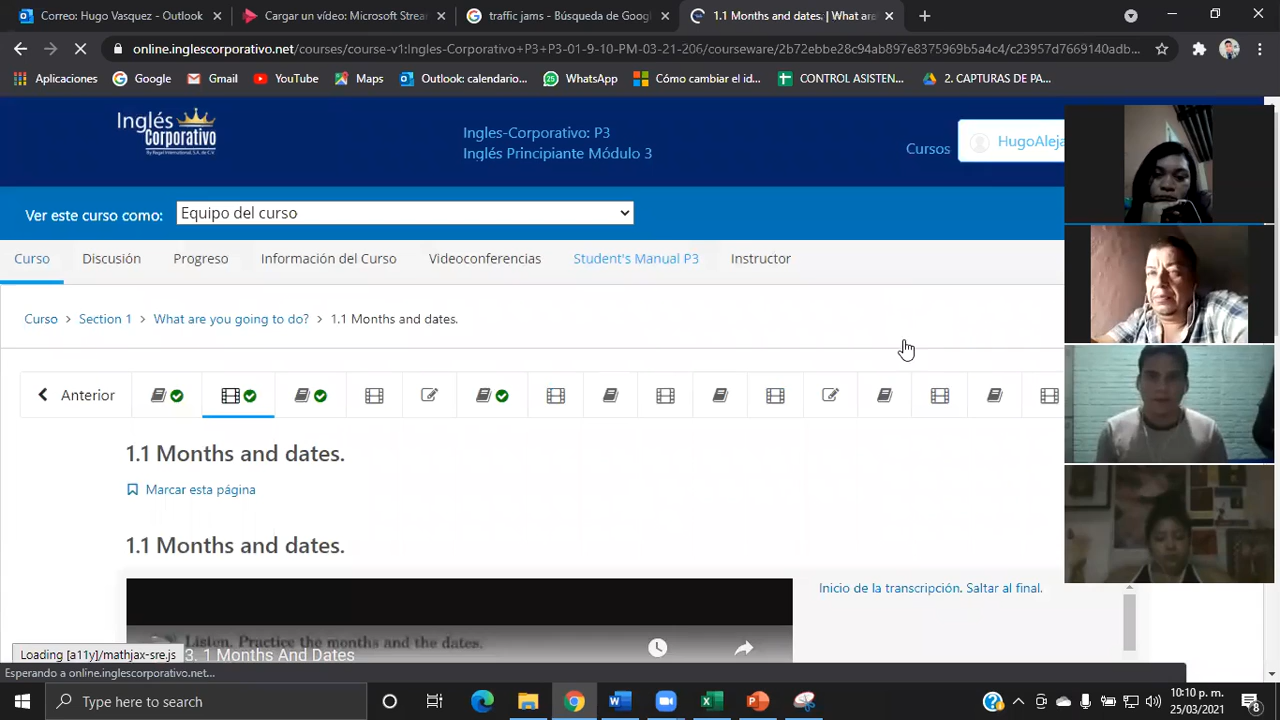 Correo: Hugo Vasquez - Outlook
Cargar un vídeo: Microsoft Strea
traffic jams - Búsqueda de Googl
1.1 Months and dates. | What are
online.inglescorporativo.net/courses/course-v1:Ingles-Corporativo+P3+P3-01-9-10-PM-03-21-206/courseware/2b72ebbe28c94ab897e8375969b5a4c4/c23957d7669140adb...
Aplicaciones
Google
Gmail
YouTube
Maps
Outlook: calendario...
WhatsApp
Cómo cambiar el id...
CONTROL ASISTEN...
2. CAPTURAS DE PA...
Inglés
Corporativo
By Regal International, S.A. de C.V.
Ingles-Corporativo: P3
Inglés Principiante Módulo 3
Cursos
HugoAleja
Ver este curso como:
Equipo del curso
Curso
Discusión
Progreso
Información del Curso
Videoconferencias
Student's Manual P3
Instructor
Curso > Section 1 > What are you going to do? > 1.1 Months and dates.
Anterior
1.1 Months and dates.
Marcar esta página
1.1 Months and dates.
Inicio de la transcripción. Saltar al final.
Listen. Practice the months and the dates.
3. 1 Months And Dates
Loading [a11y]/mathjax-sre.js
Esperando a online.inglescorporativo.net...
Type here to search
10:10 p. m.
25/03/2021
8